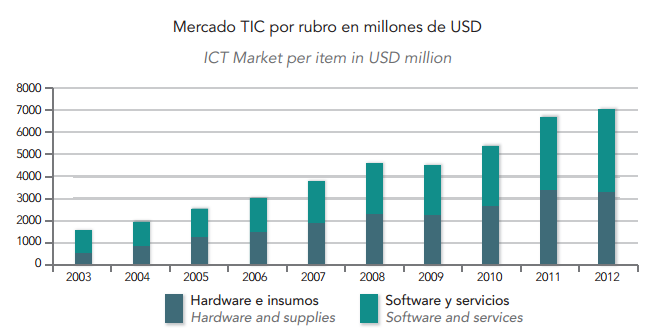 Mercado TIC por rubro en millones de USD
ICT Market per item in USD million
8000
7000
6000
5000
4000
3000
2000
1000
0
2003 2004 2005 2006 2007 2008 2009 2010 2011 2012
Hardware e insumos Software y servicios
Hardware and supplies Software and services